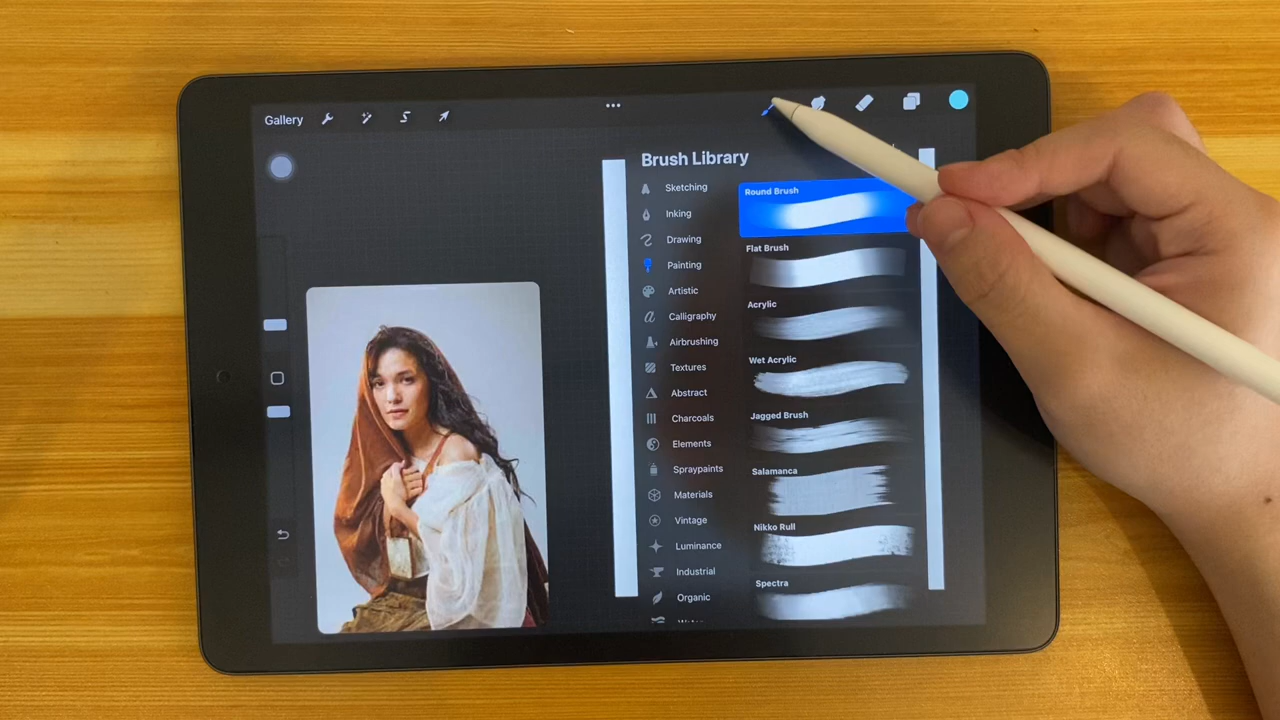 Gallery
Brush Library
Sketching
Inking
Drawing
Painting
Artistic
Calligraphy
Airbrushing
Textures
Abstract
Charcoals
Elements
Spraypaints
Materials
Vintage
Luminance
Industrial
Organic
Round Brush
Flat Brush
Acrylic
Wet Acrylic
Jagged Brush
Salamanca
Nikko Rull
Spectra